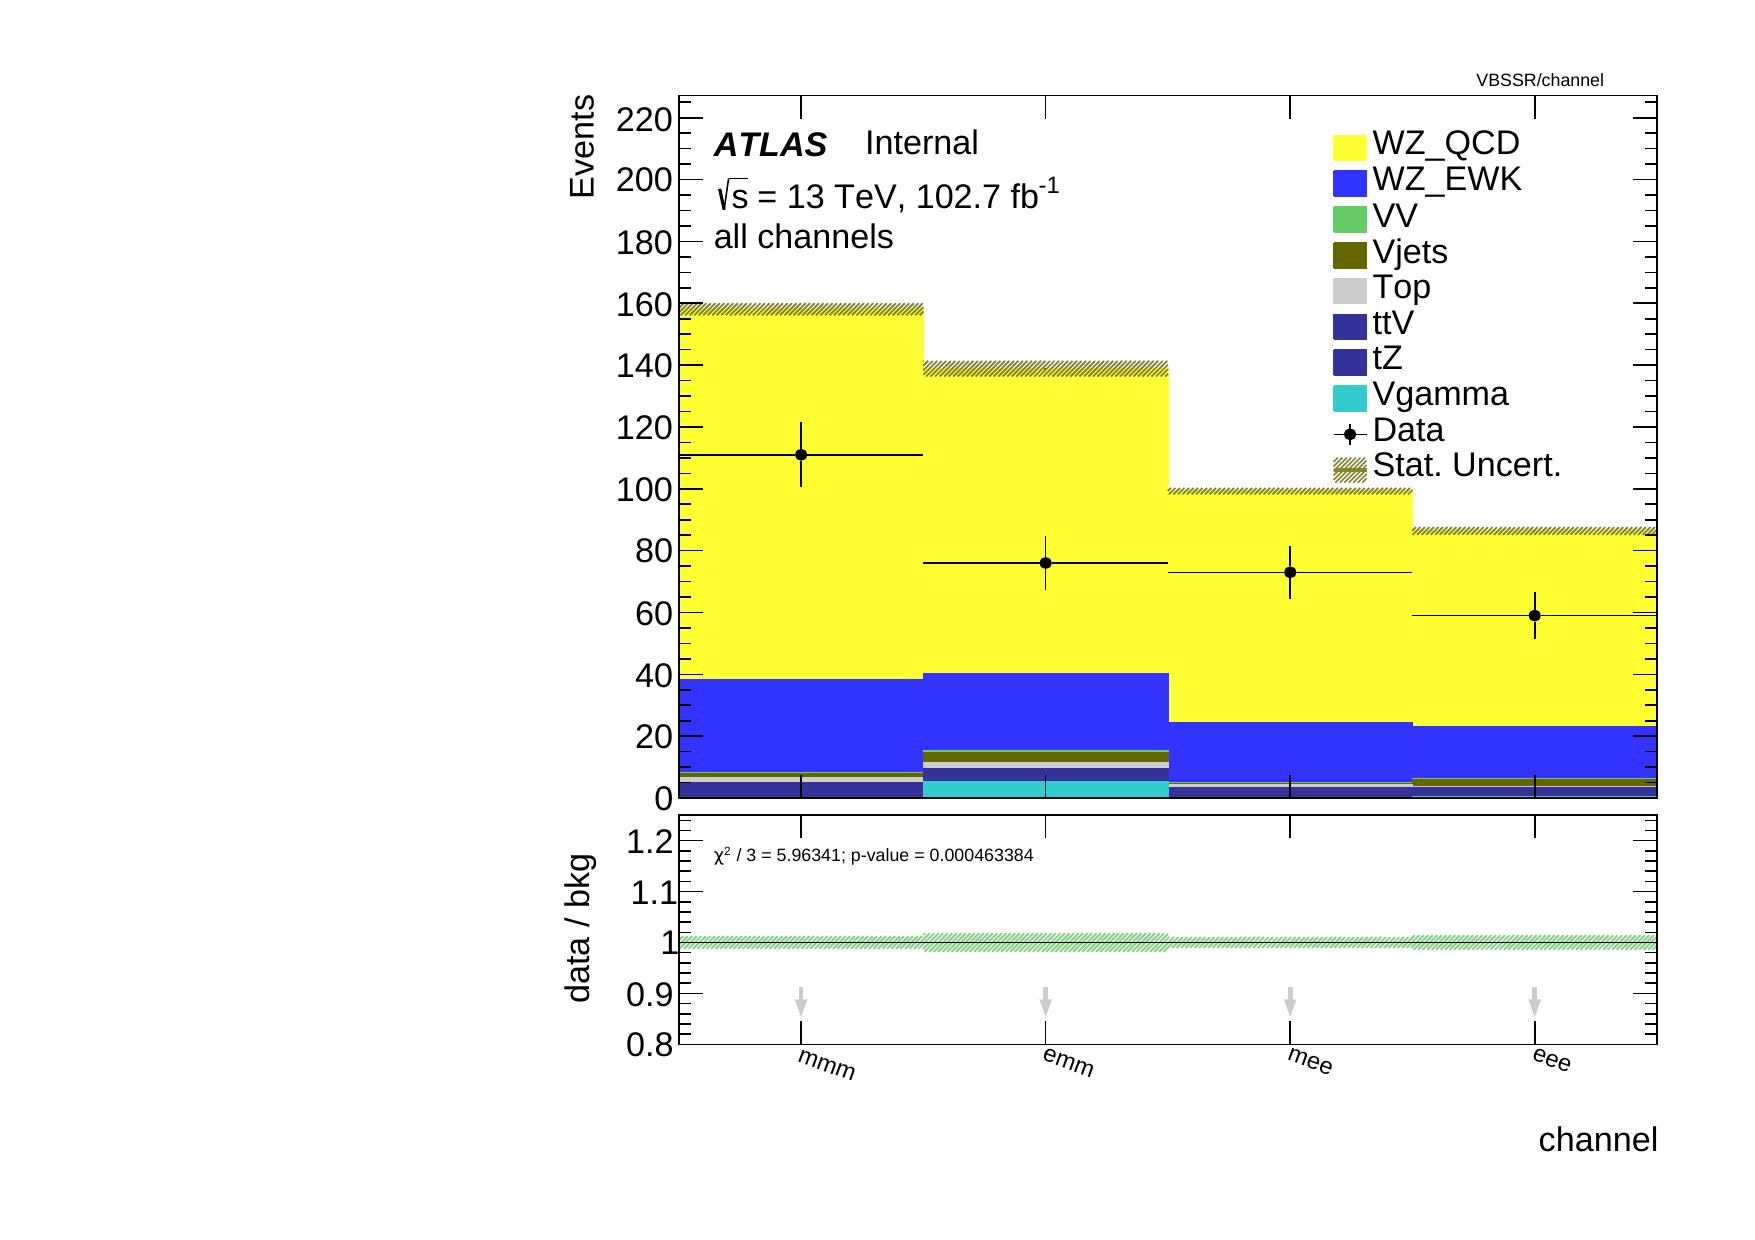 VBSSR/channel
Events
220
200
180
160
140
120
100
80
60
40
20
0
ATLAS Internal
√s = 13 TeV, 102.7 fb⁻¹
all channels
WZ_QCD
WZ_EWK
VV
Vjets
Top
ttV
tZ
Vgamma
Data
Stat. Uncert.
data / bkg
1.2
1.1
1
0.9
0.8
χ² / 3 = 5.96341; p-value = 0.000463384
mmm emm mee eee
channel